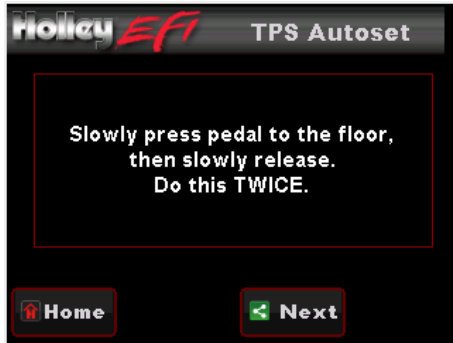 Holley EFI
TPS Autoset
Slowly press pedal to the floor,
then slowly release.
Do this TWICE.
Home
Next